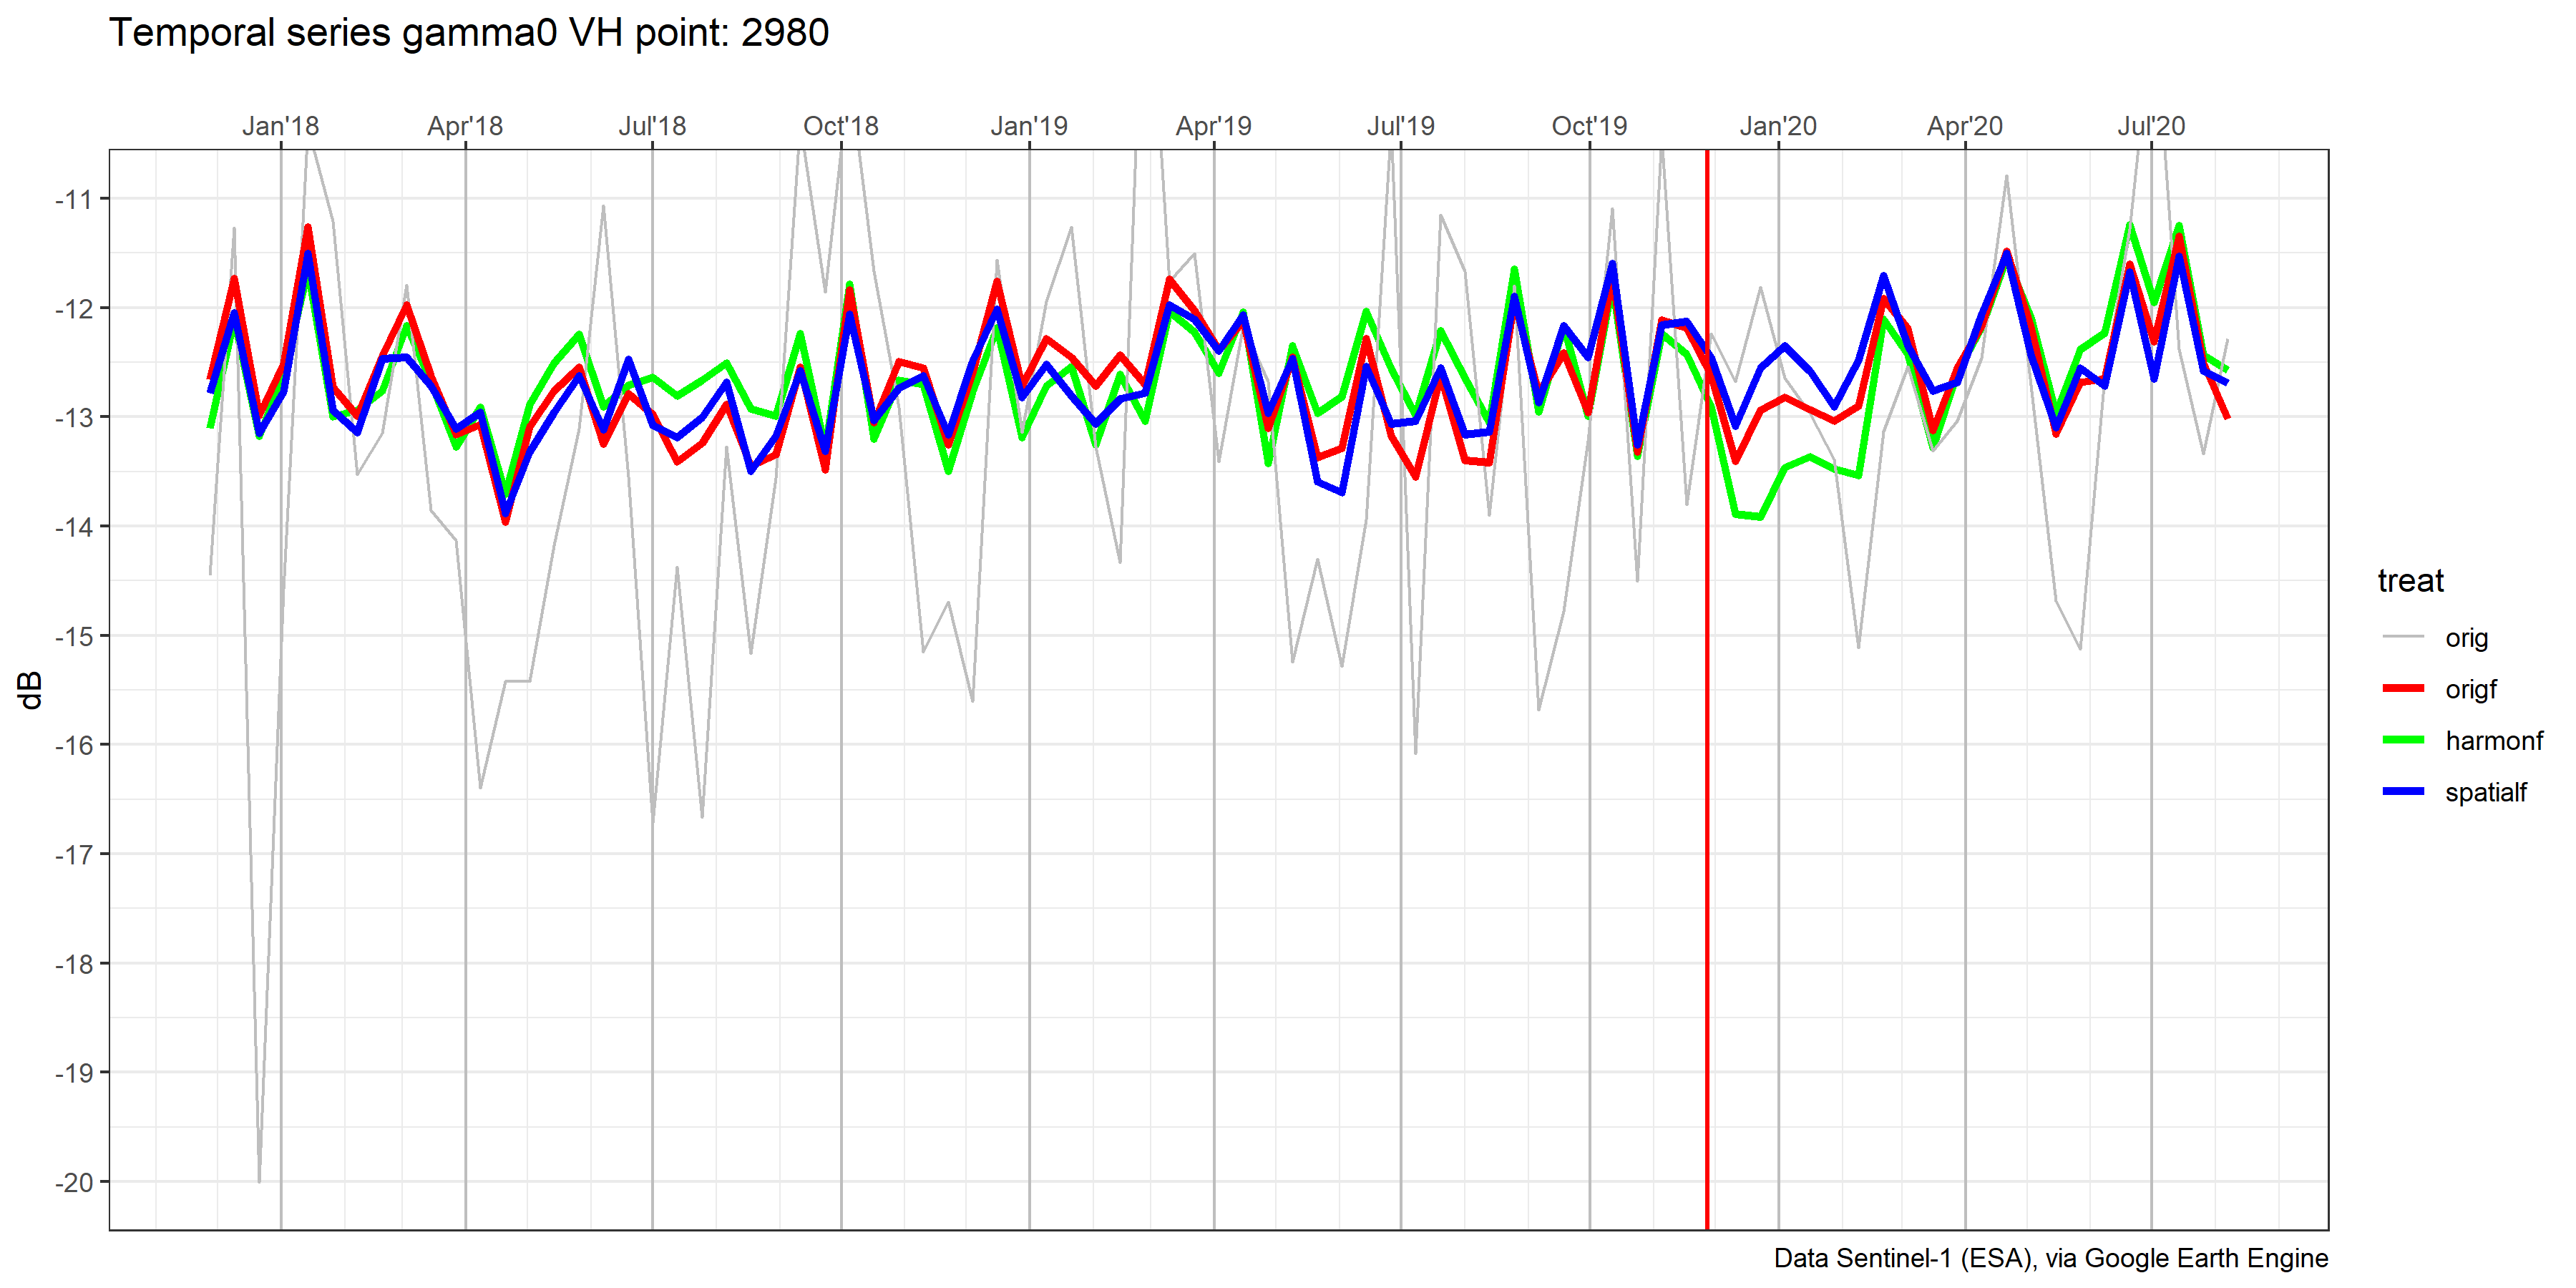 Temporal series gamma0 VH point: 2980
Jan'18 Apr'18 Jul'18 Oct'18 Jan'19 Apr'19 Jul'19 Oct'19 Jan'20 Apr'20 Jul'20
-11
-12
-13
-14
-15
-16
-17
-18
-19
-20
dB
treat
orig
origf
harmonf
spatialf
Data Sentinel-1 (ESA), via Google Earth Engine